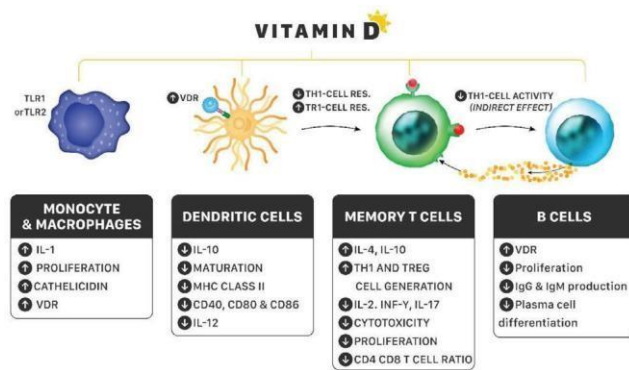 VITAMIN D
TLR1
orTLR2
↑VDR
↓TH1-CELL RES.
↑TR1-CELL RES.
↓TH1-CELL ACTIVITY
(INDIRECT EFFECT)
MONOCYTE
& MACROPHAGES
↑IL-1
↑PROLIFERATION
↑CATHELICIDIN
↑VDR
DENDRITIC CELLS
↓IL-10
↓MATURATION
↓MHC CLASS II
↓CD40, CD80 & CD86
↓IL-12
MEMORY T CELLS
↑IL-4, IL-10
↑TH1 AND TREG
CELL GENERATION
↓IL-2. INF-Y, IL-17
↓CYTOTOXICITY
↓PROLIFERATION
↓CD4 CD8 T CELL RATIO
B CELLS
↑VDR
↓Proliferation
↓IgG & IgM production
↓Plasma cell
differentiation